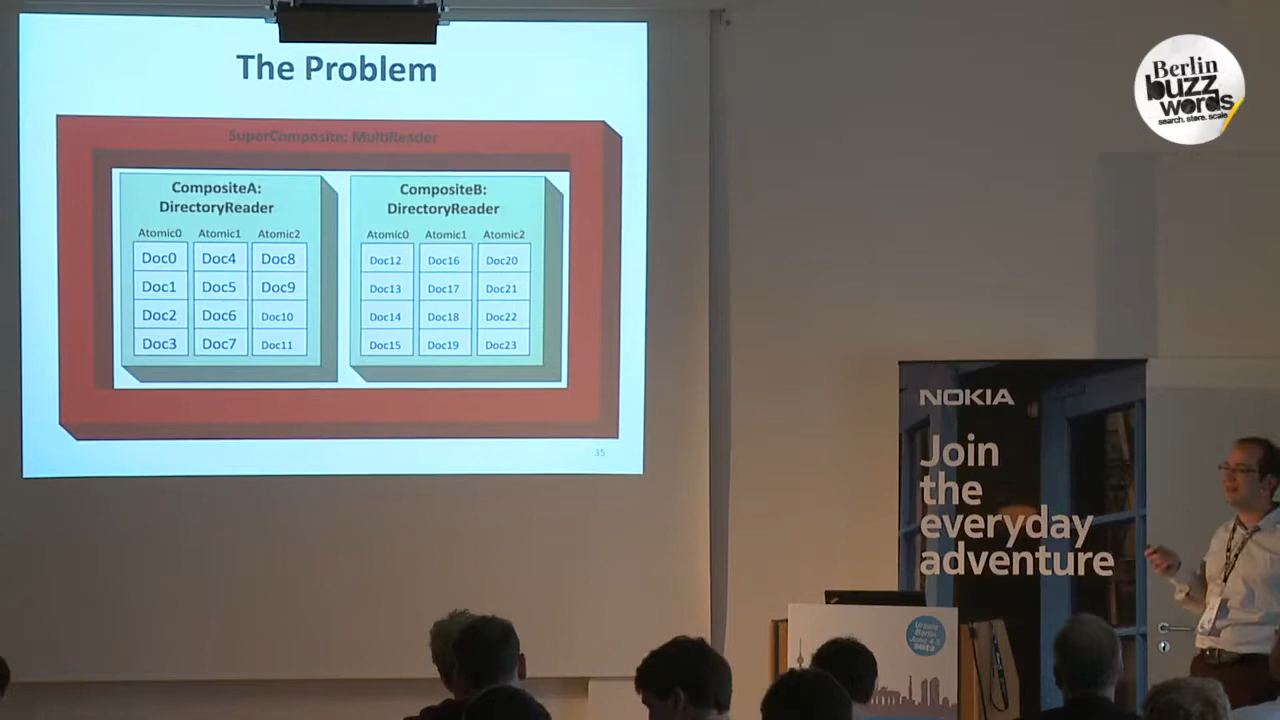 The Problem
SuperComposite: MultiReader
CompositeA:
DirectoryReader
Atomic0 Atomic1 Atomic2
Doc0 Doc4 Doc8
Doc1 Doc5 Doc9
Doc2 Doc6 Doc10
Doc3 Doc7 Doc11
CompositeB:
DirectoryReader
Atomic0 Atomic1 Atomic2
Doc12 Doc16 Doc20
Doc13 Doc17 Doc21
Doc14 Doc18 Doc22
Doc15 Doc19 Doc23
35
Berlin
buzz
words
search. store. scale
NOKIA
Join
the
everyday
adventure
Berlin